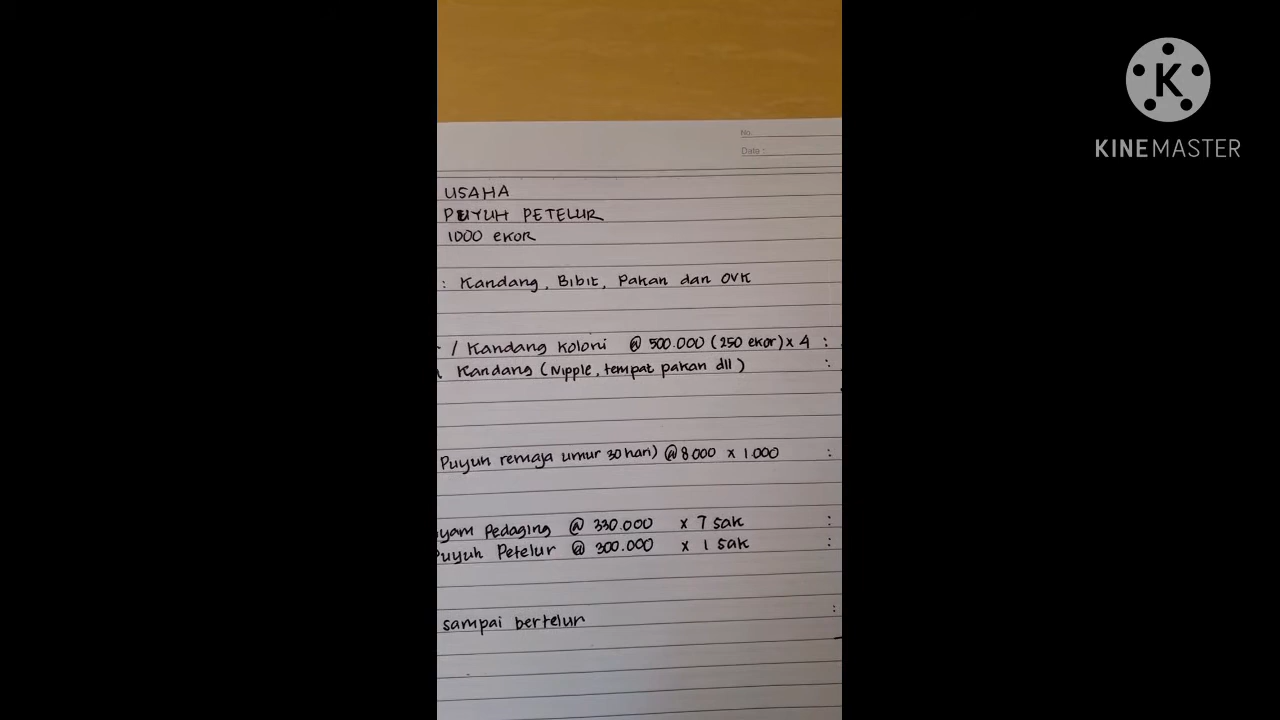 No.
Date :
USAHA
PUYUH PETELUR
1000 EKOR
: Kandang, Bibit, Pakan dan OVK
/ Kandang Koloni @ 500.000 (250 ekor) x 4 :
Kandang (Nipple, tempat pakan dll) :
Puyuh remaja umur 30 hari) @ 8000 x 1.000 :
yam Pedaging @ 330.000 x 7 sak :
Puyuh Petelur @ 300.000 x 1 sak :
sampai bertelur :
K
KINEMASTER